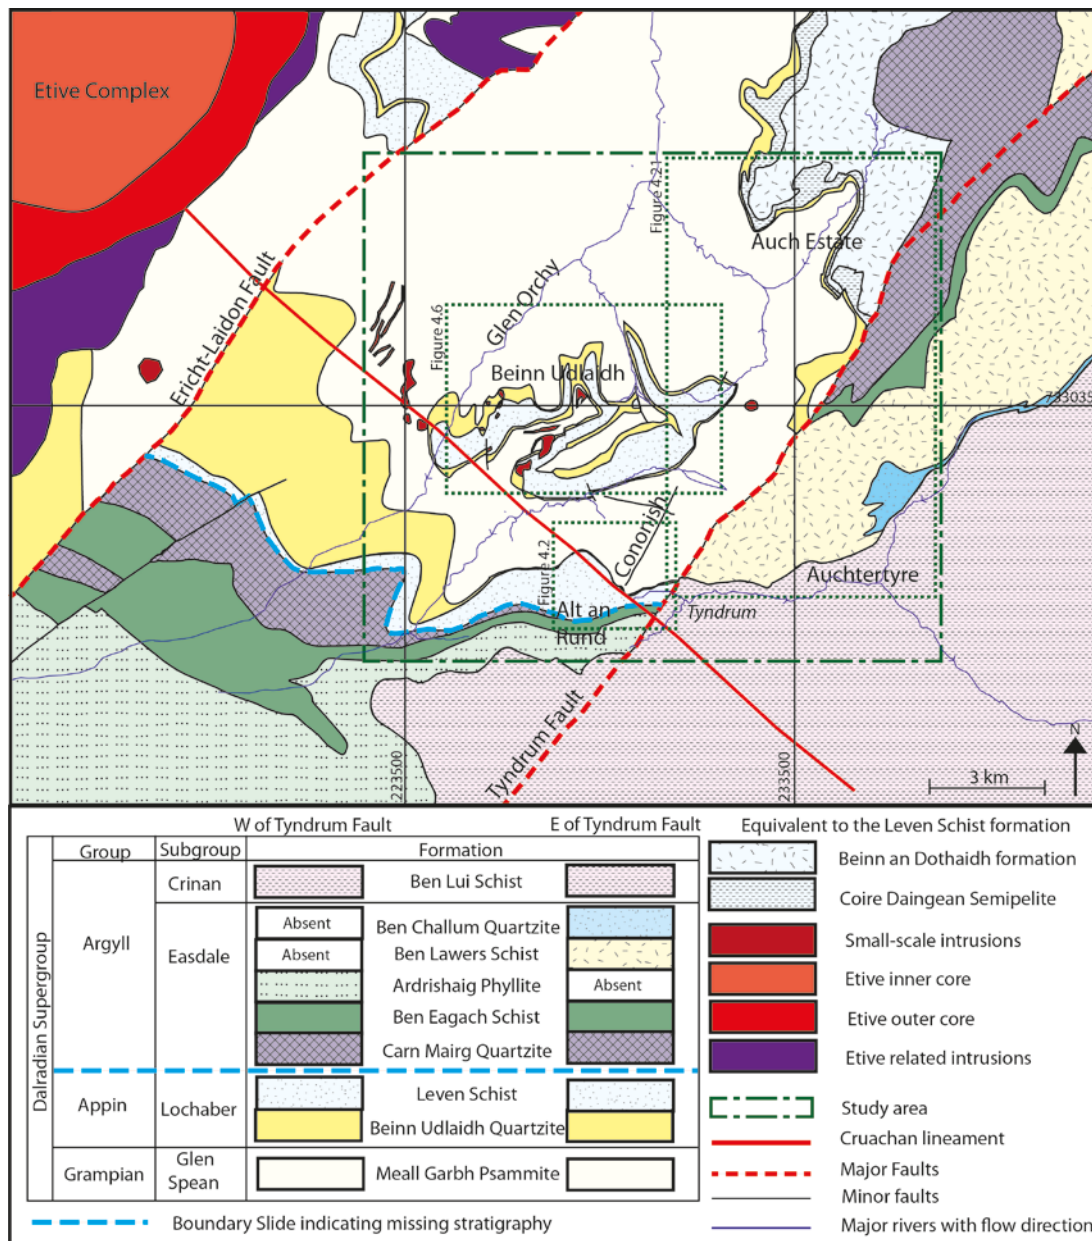 Etive Complex
Ericht-Laidon Fault
Glen Orchy
Figure 4.21
Auch Estate
Figure 4.6
Beinn Udlaidh
733035
Cononish
Figure 4.2
Alt an
Rund
Auchtertyre
Tyndrum
Tyndrum Fault
223500
233500
N
3 km
W of Tyndrum Fault
E of Tyndrum Fault
Group
Subgroup
Formation
Dalradian Supergroup
Argyll
Crinan
Ben Lui Schist
Easdale
Absent
Ben Challum Quartzite
Absent
Ben Lawers Schist
Ardrishaig Phyllite
Absent
Ben Eagach Schist
Carn Mairg Quartzite
Appin
Lochaber
Leven Schist
Beinn Udlaidh Quartzite
Grampian
Glen
Spean
Meall Garbh Psammite
Boundary Slide indicating missing stratigraphy
Equivalent to the Leven Schist formation
Beinn an Dothaidh formation
Coire Daingean Semipelite
Small-scale intrusions
Etive inner core
Etive outer core
Etive related intrusions
Study area
Cruachan lineament
Major Faults
Minor faults
Major rivers with flow direction